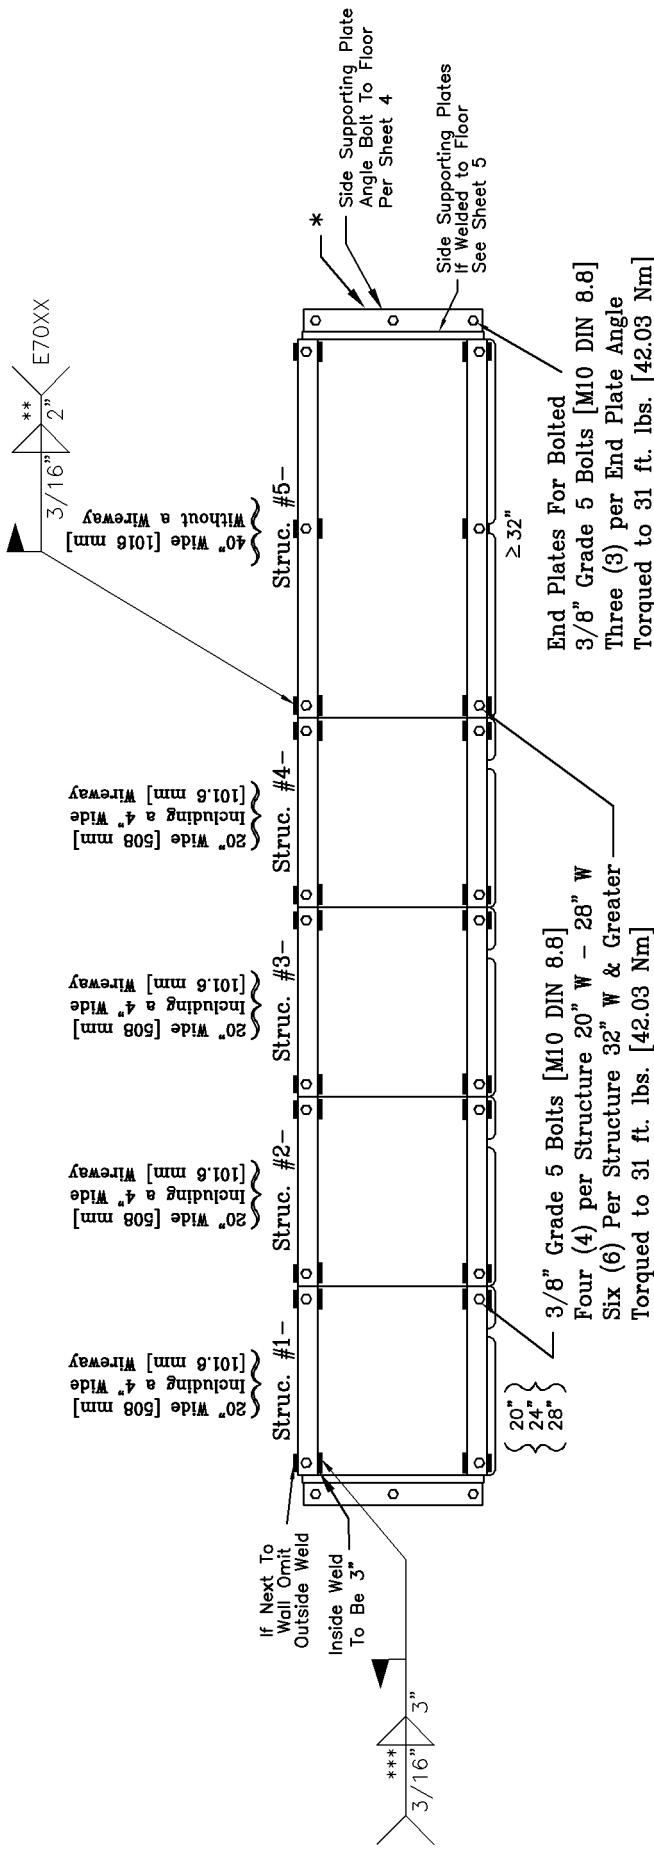 3/16"
**
2"
E70XX
20" Wide [508 mm]
Including a 4" Wide
[101.6 mm] Wireway
Struc. #1-
20" Wide [508 mm]
Including a 4" Wide
[101.6 mm] Wireway
Struc. #2-
20" Wide [508 mm]
Including a 4" Wide
[101.6 mm] Wireway
Struc. #3-
20" Wide [508 mm]
Including a 4" Wide
[101.6 mm] Wireway
Struc. #4-
40" Wide [1016 mm]
Without a Wireway
Struc. #5-
If Next To
Wall Omit
Outside Weld
Inside Weld
To Be 3"
***
3/16"
3"
*
Side Supporting Plate
Angle Bolt To Floor
Per Sheet 4
Side Supporting Plates
If Welded to Floor
See Sheet 5
20"
24"
28"
≥ 32"
3/8" Grade 5 Bolts [M10 DIN 8.8]
Four (4) per Structure 20" W - 28" W
Six (6) Per Structure 32" W & Greater
Torqued to 31 ft. lbs. [42.03 Nm]
End Plates For Bolted
3/8" Grade 5 Bolts [M10 DIN 8.8]
Three (3) per End Plate Angle
Torqued to 31 ft. lbs. [42.03 Nm]